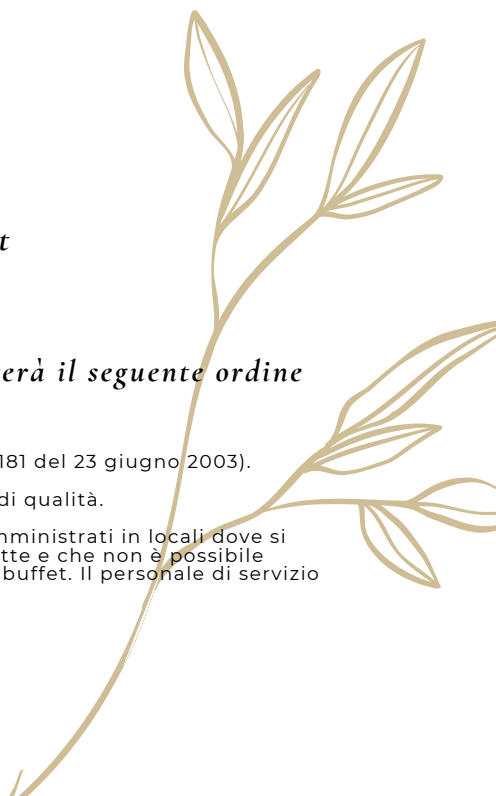 t
erà il seguente ordine
181 del 23 giugno 2003).
di qualità.
mministrati in locali dove si
tte e che non è possibile
buffet. Il personale di servizio